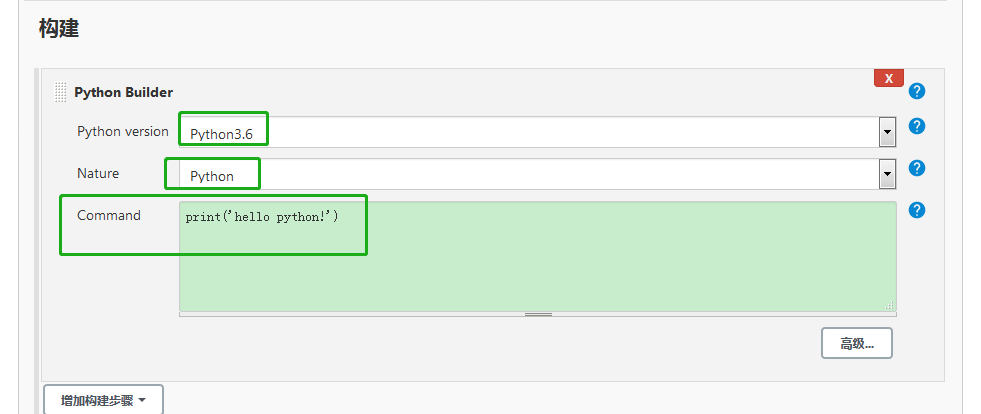 构建
X
Python Builder
?
Python version Python3.6
?
Nature Python
?
Command print('hello python!')
?
高级...
增加构建步骤